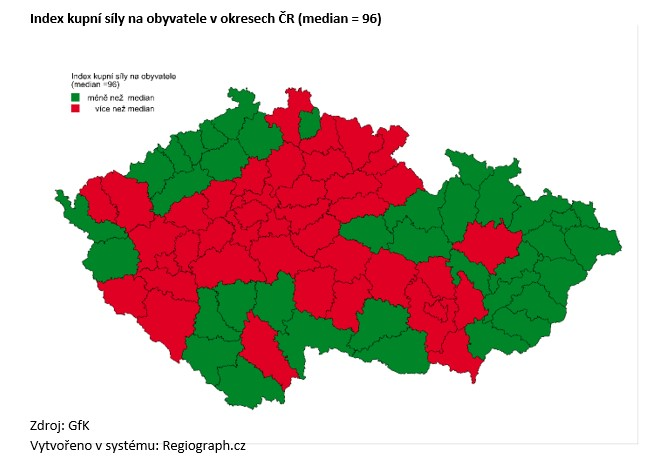 Index kupní síly na obyvatele v okresech ČR (median = 96)
Index kupní síly na obyvatele
(median =96)
méně než median
více než median
Zdroj: GfK
Vytvořeno v systému: Regiograph.cz